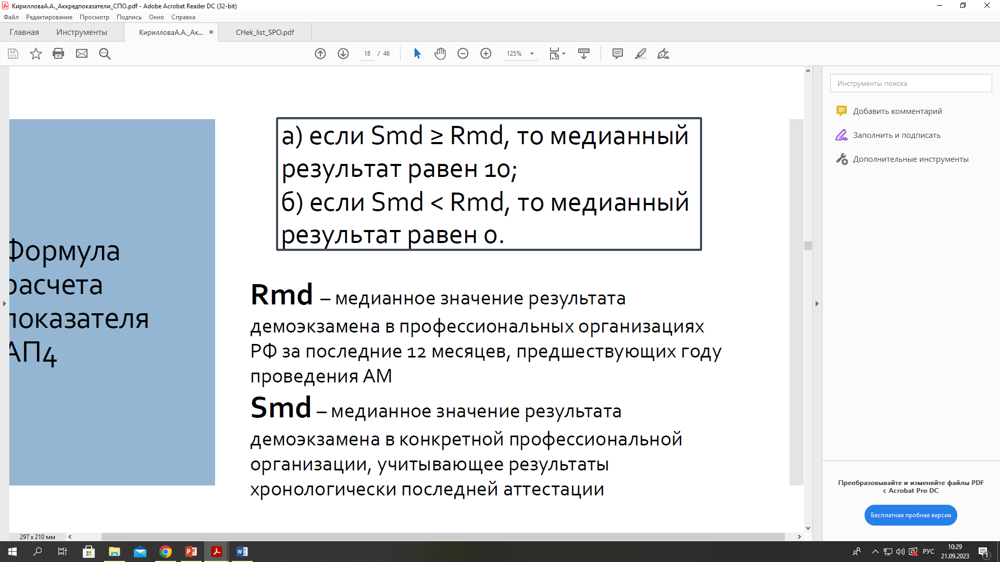 КирилловаА.А._Аккредпоказатели_СПО.pdf - Adobe Acrobat Reader DC (32-bit)
Файл Редактирование Просмотр Подпись Окно Справка
Главная Инструменты КирилловаА.А._Ак... × CHek_list_SPO.pdf
18 / 46 125%
Инструменты поиска
Добавить комментарий
Заполнить и подписать
Дополнительные инструменты
Формула
расчета
показателя
АП4
а) если Smd ≥ Rmd, то медианный
результат равен 10;
б) если Smd < Rmd, то медианный
результат равен 0.
Rmd – медианное значение результата
демоэкзамена в профессиональных организациях
РФ за последние 12 месяцев, предшествующих году
проведения АМ
Smd – медианное значение результата
демоэкзамена в конкретной профессиональной
организации, учитывающее результаты
хронологически последней аттестации
Преобразовывайте и изменяйте файлы PDF
с Acrobat Pro DC
Бесплатная пробная версия
297 x 210 мм
РУС
10:29
21.09.2023
1